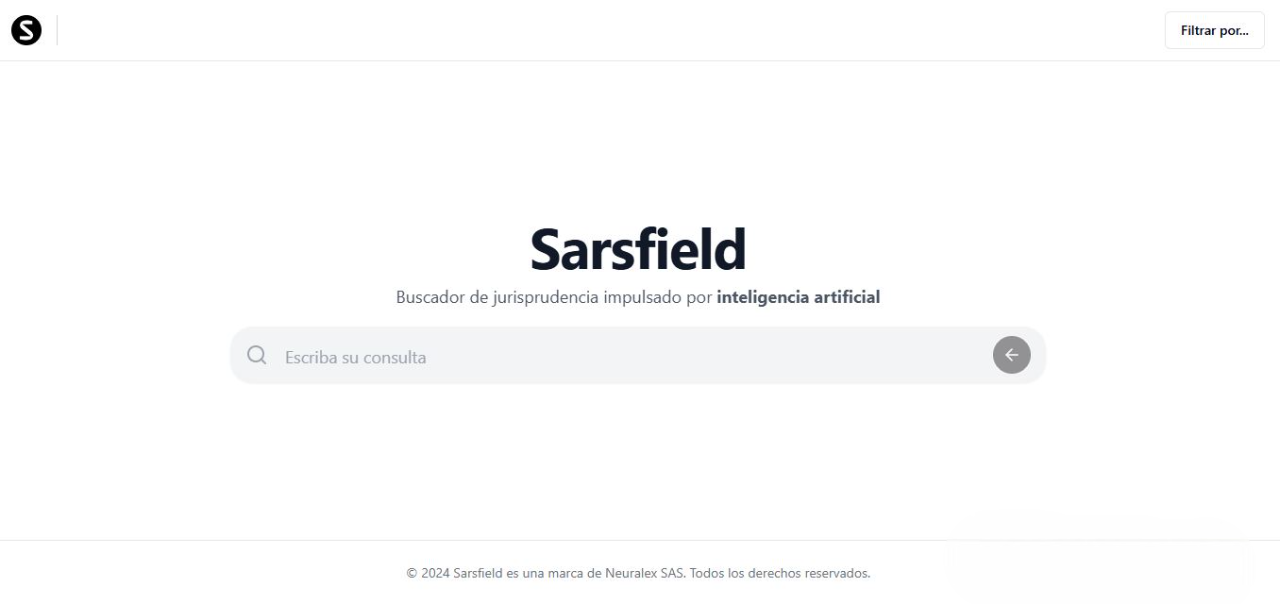 S
Filtrar por...
Sarsfield
Buscador de jurisprudencia impulsado por inteligencia artificial
Escriba su consulta
© 2024 Sarsfield es una marca de Neuralex SAS. Todos los derechos reservados.